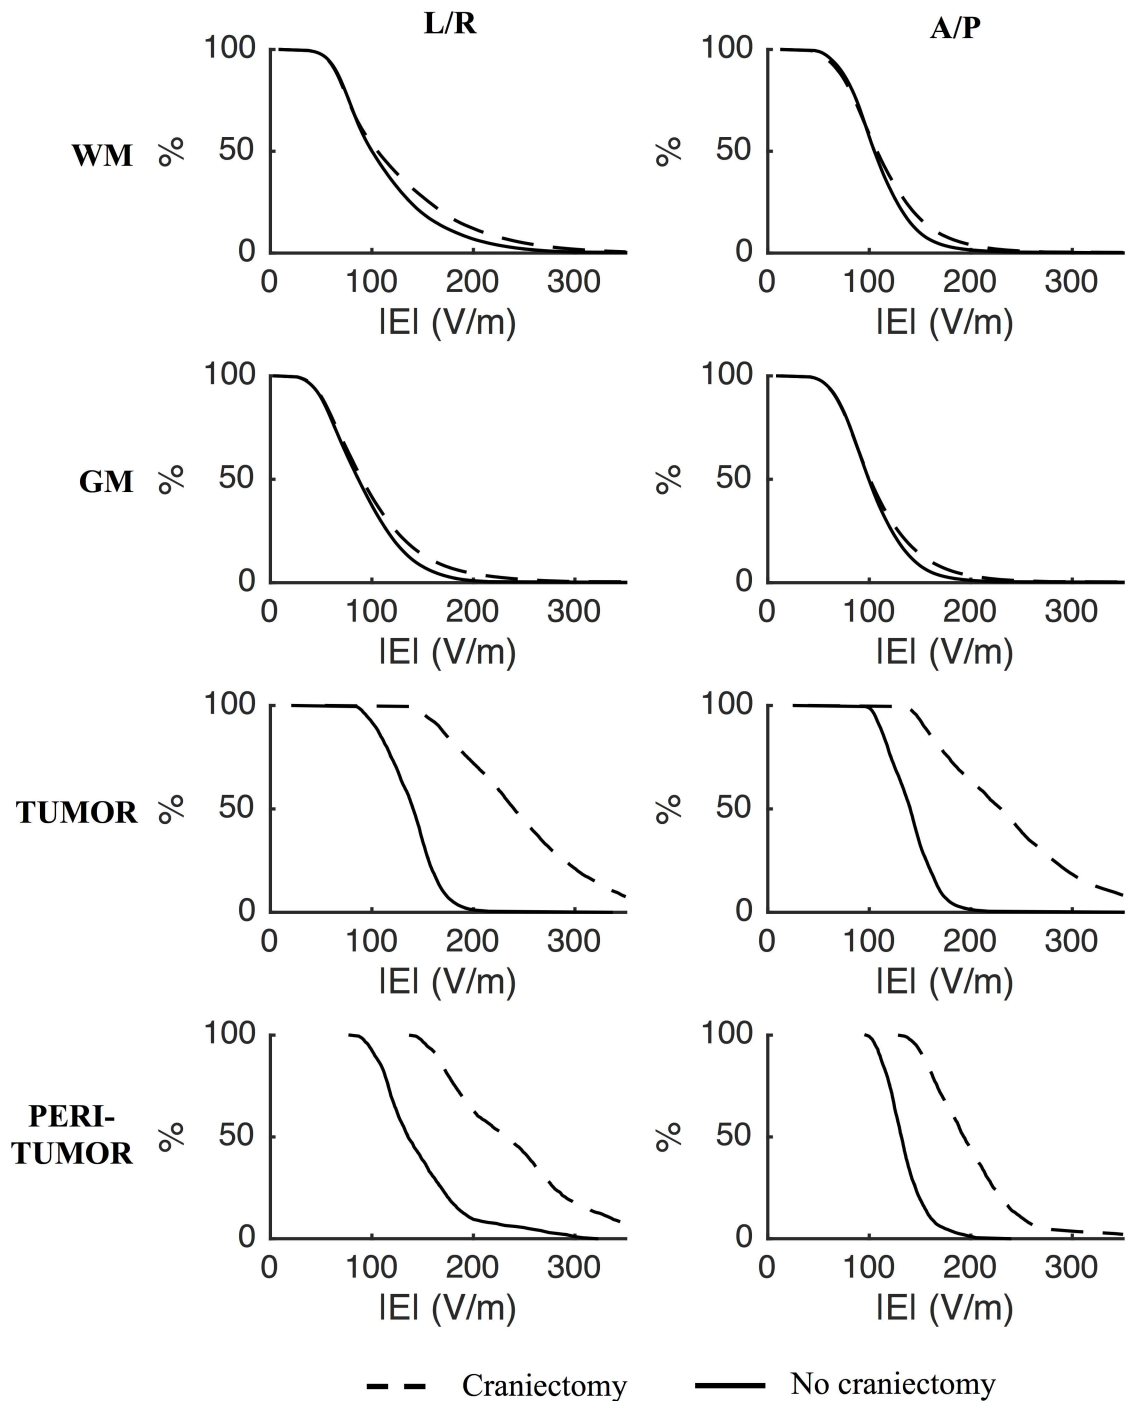 L/R A/P
100 100
WM % 50 % 50
0 0
0 100 200 300 0 100 200 300
|E| (V/m) |E| (V/m)
100 100
GM % 50 % 50
0 0
0 100 200 300 0 100 200 300
|E| (V/m) |E| (V/m)
100 100
TUMOR % 50 % 50
0 0
0 100 200 300 0 100 200 300
|E| (V/m) |E| (V/m)
100 100
PERI-
TUMOR % 50 % 50
0 0
0 100 200 300 0 100 200 300
|E| (V/m) |E| (V/m)
Craniectomy No craniectomy